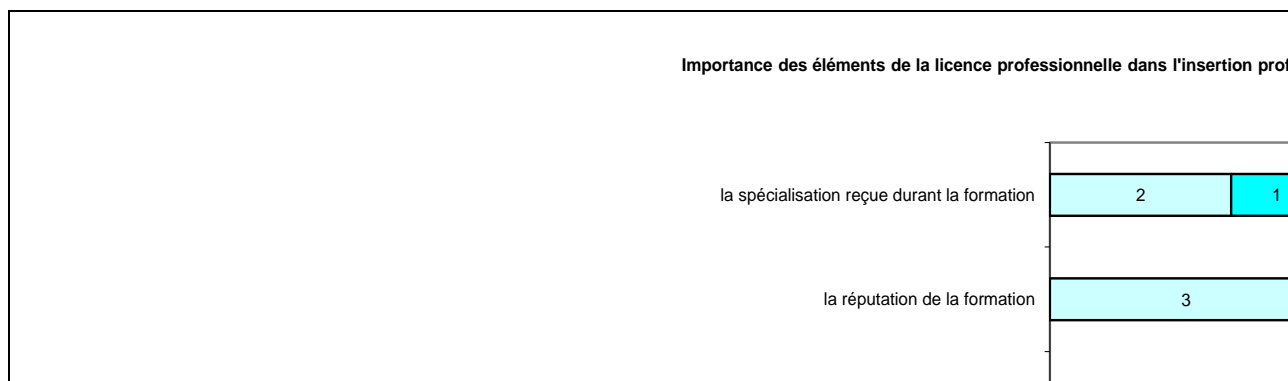 Importance des éléments de la licence professionnelle dans l'insertion
la spécialisation reçue durant la formation 2 1
la réputation de la formation 3